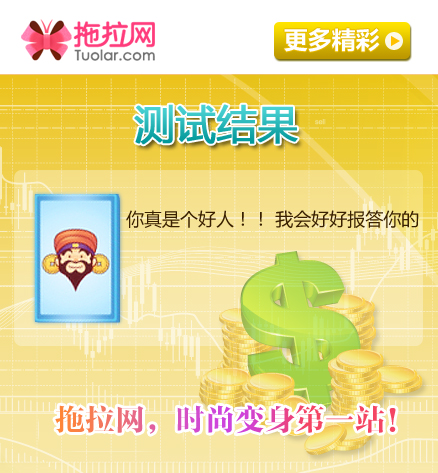 拖拉网
Tuolar.com
更多精彩
测试结果
你真是个好人！！我会好好报答你的
拖拉网，时尚变身第一站!